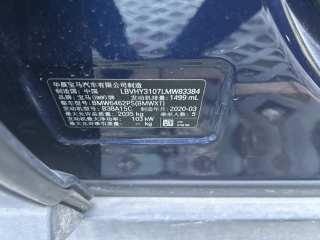 华晨宝马汽车有限公司制造
制造国：中国 LBVHY3107LMW83384
品牌：宝马(BMW)牌 发动机排量：1499 mL
整车型号：BMW6462PS(BMWX1)
发动机型号：B38A15C 制造年月：2020-03
最大允许总质量：2035 kg 乘坐人数：5
发动机最大净功率：103 kW